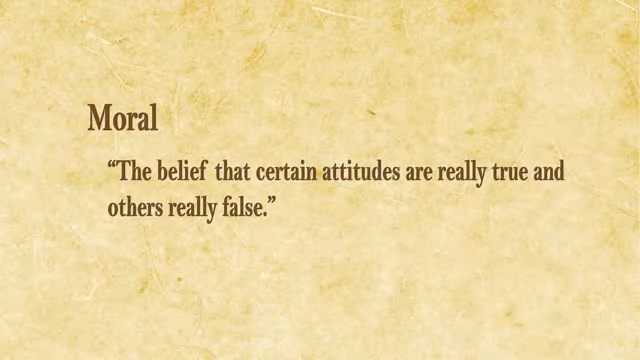 Moral
“The belief that certain attitudes are really true and
others really false.”